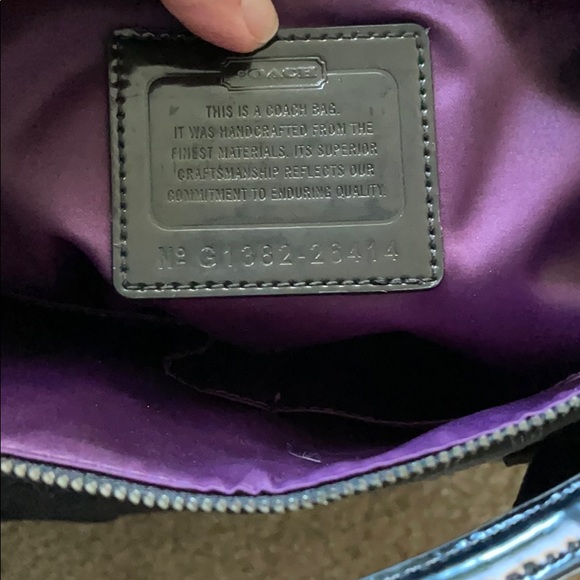 COACH
THIS IS A COACH BAG.
IT WAS HANDCRAFTED FROM THE
FINEST MATERIALS. ITS SUPERIOR
CRAFTSMANSHIP REFLECTS OUR
COMMITMENT TO ENDURING QUALITY.
Nº G1382-26414